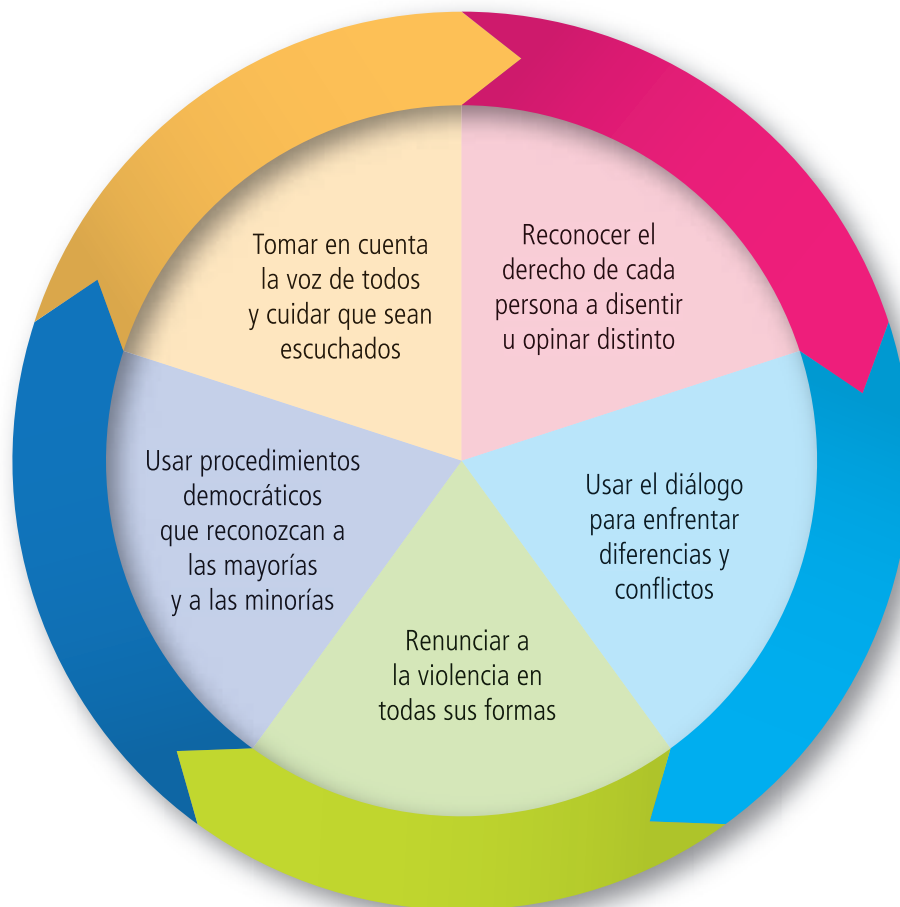 Tomar en cuenta
la voz de todos
y cuidar que sean
escuchados
Reconocer el
derecho de cada
persona a disentir
u opinar distinto
Usar el diálogo
para enfrentar
diferencias y
conflictos
Renunciar a
la violencia en
todas sus formas
Usar procedimientos
democráticos
que reconozcan a
las mayorías
y a las minorías